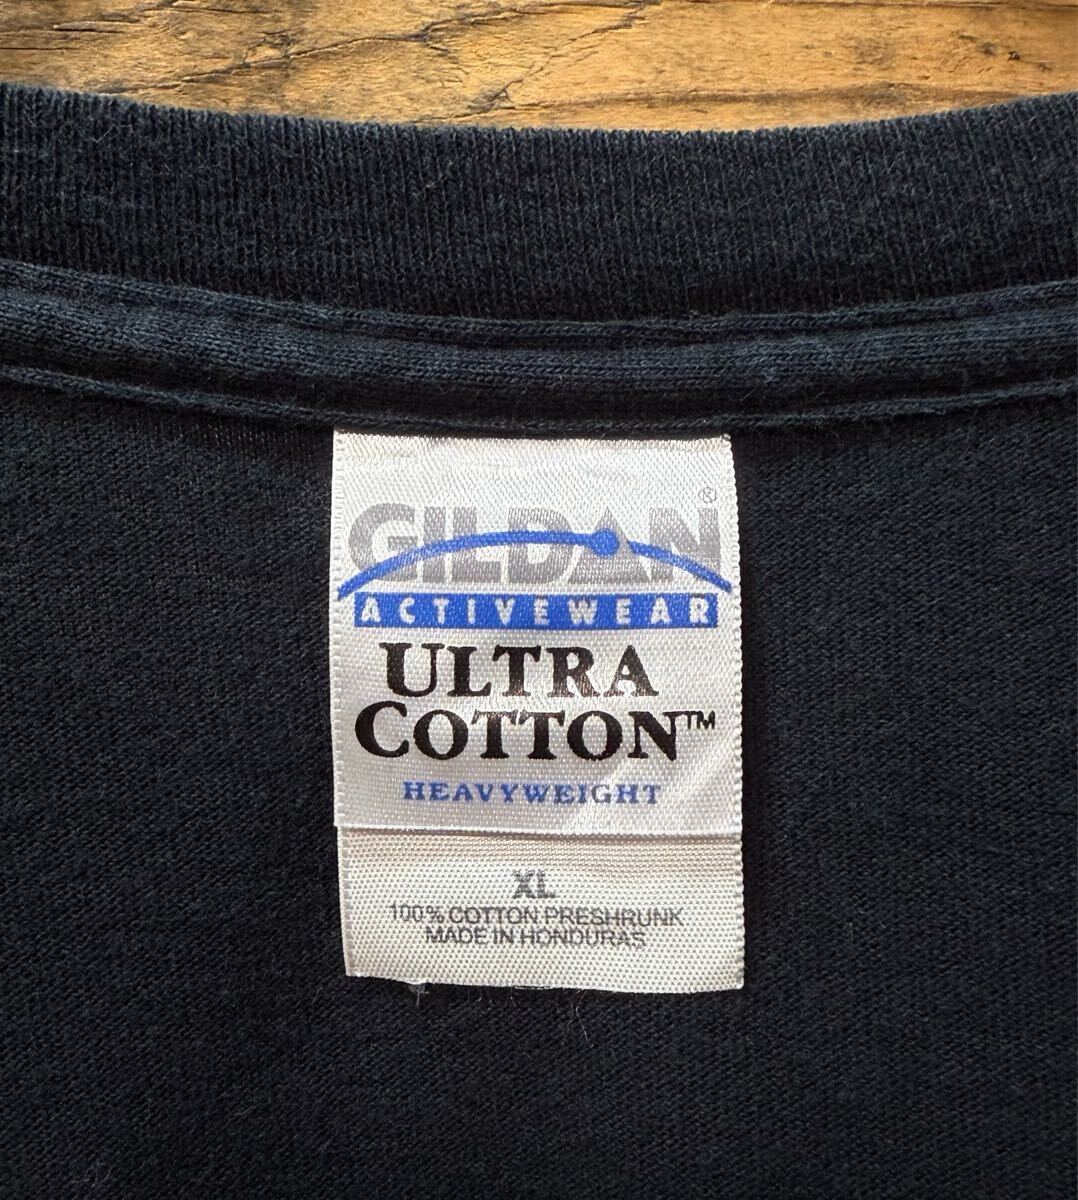 GILDAN®
ACTIVEWEAR
ULTRA
COTTON™
HEAVYWEIGHT
XL
100% COTTON PRESHRUNK
MADE IN HONDURAS